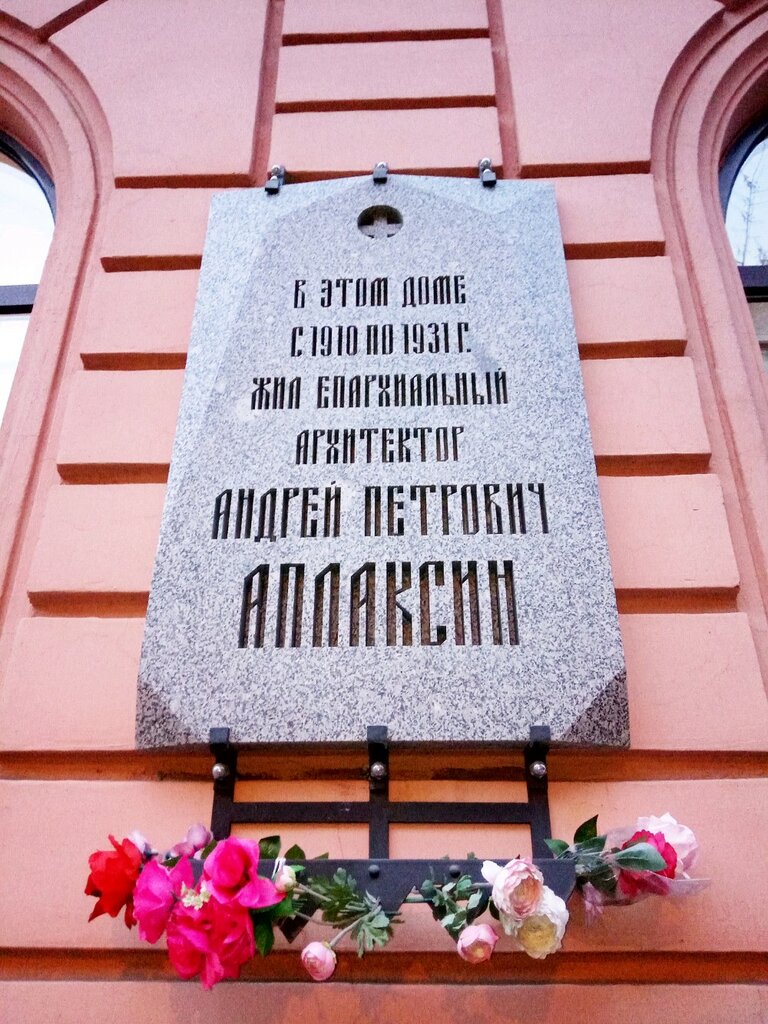 В ЭТОМ ДОМЕ
С 1910 ПО 1931 Г.
ЖИЛ ЕПАРХИАЛЬНЫЙ
АРХИТЕКТОР
АНДРЕЙ ПЕТРОВИЧ
АПЛАКСИН